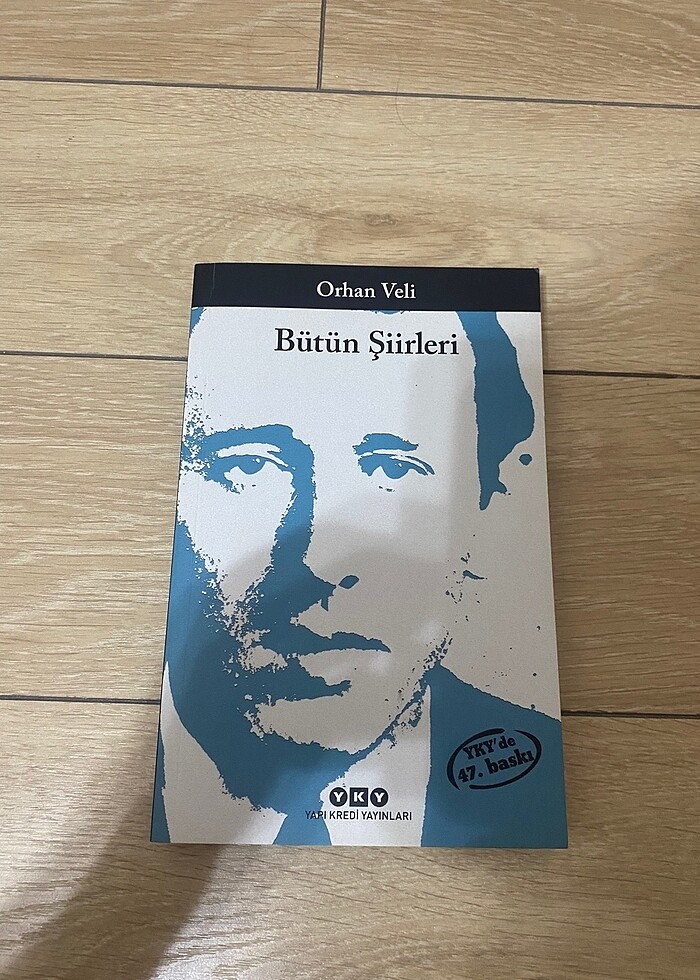 Orhan Veli
Bütün Şiirleri
YKY'de
47. baskı
YKY
YAPI KREDİ YAYINLARI